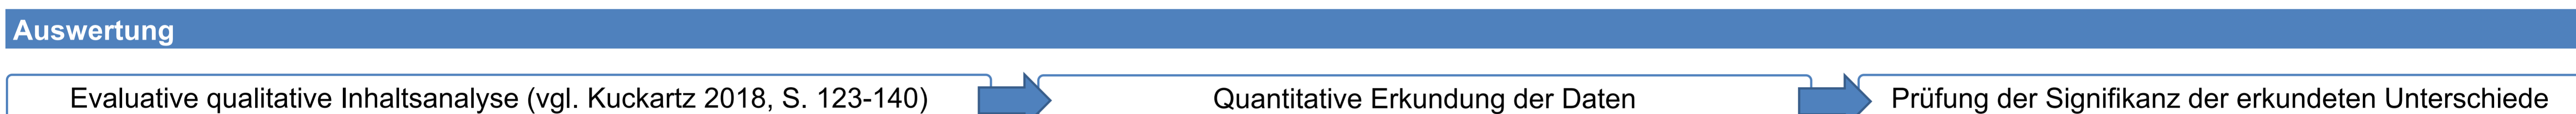 Auswertung
Evaluative qualitative Inhaltsanalyse (vgl. Kuckartz 2018, S. 123-140)
Quantitative Erkundung der Daten
Prüfung der Signifikanz der erkundeten Unterschiede